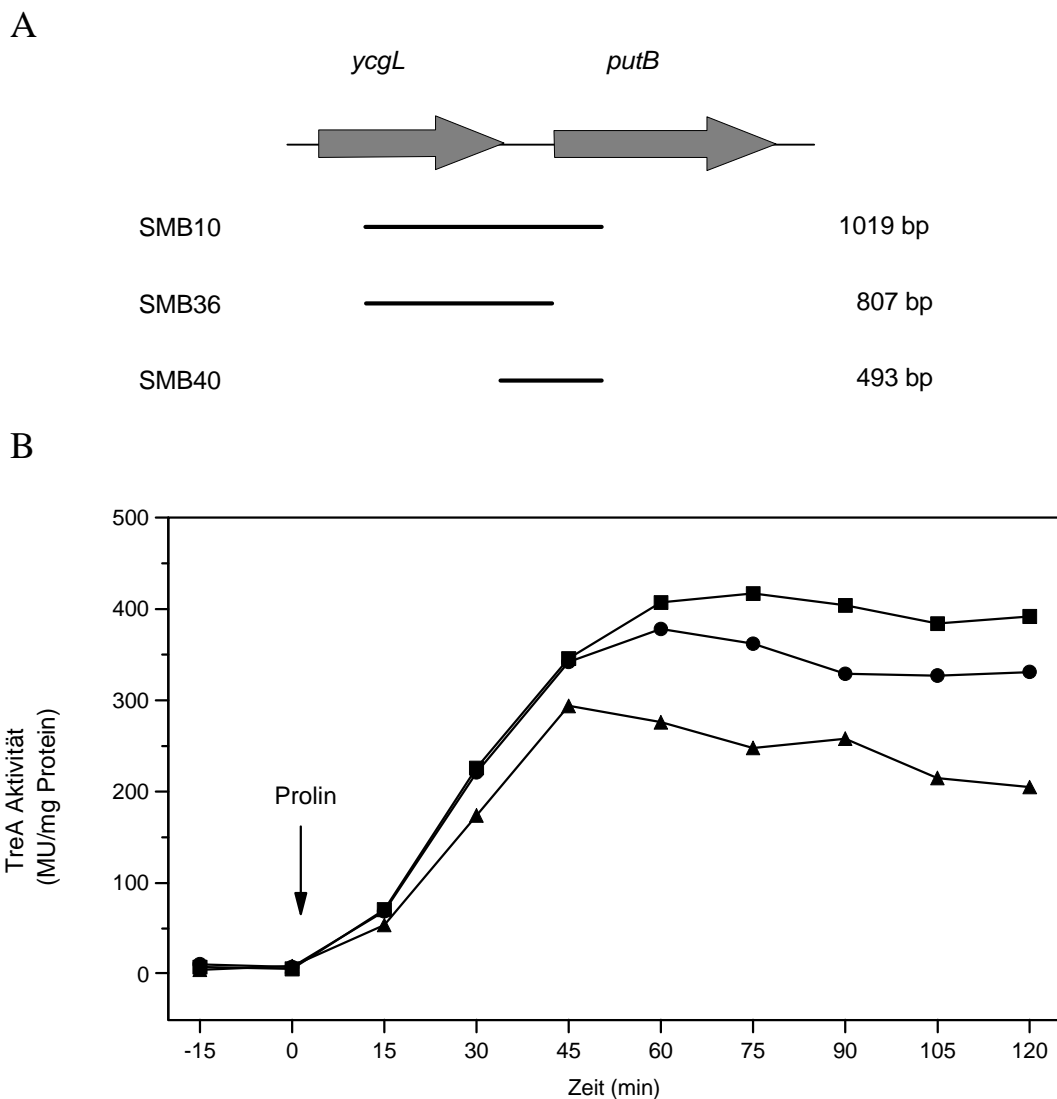 A
ycgL putB
SMB10 1019 bp
SMB36 807 bp
SMB40 493 bp
B
500
400
300
200
100
0
TreA Aktivität
(MU/mg Protein)
Prolin
-15 0 15 30 45 60 75 90 105 120
Zeit (min)